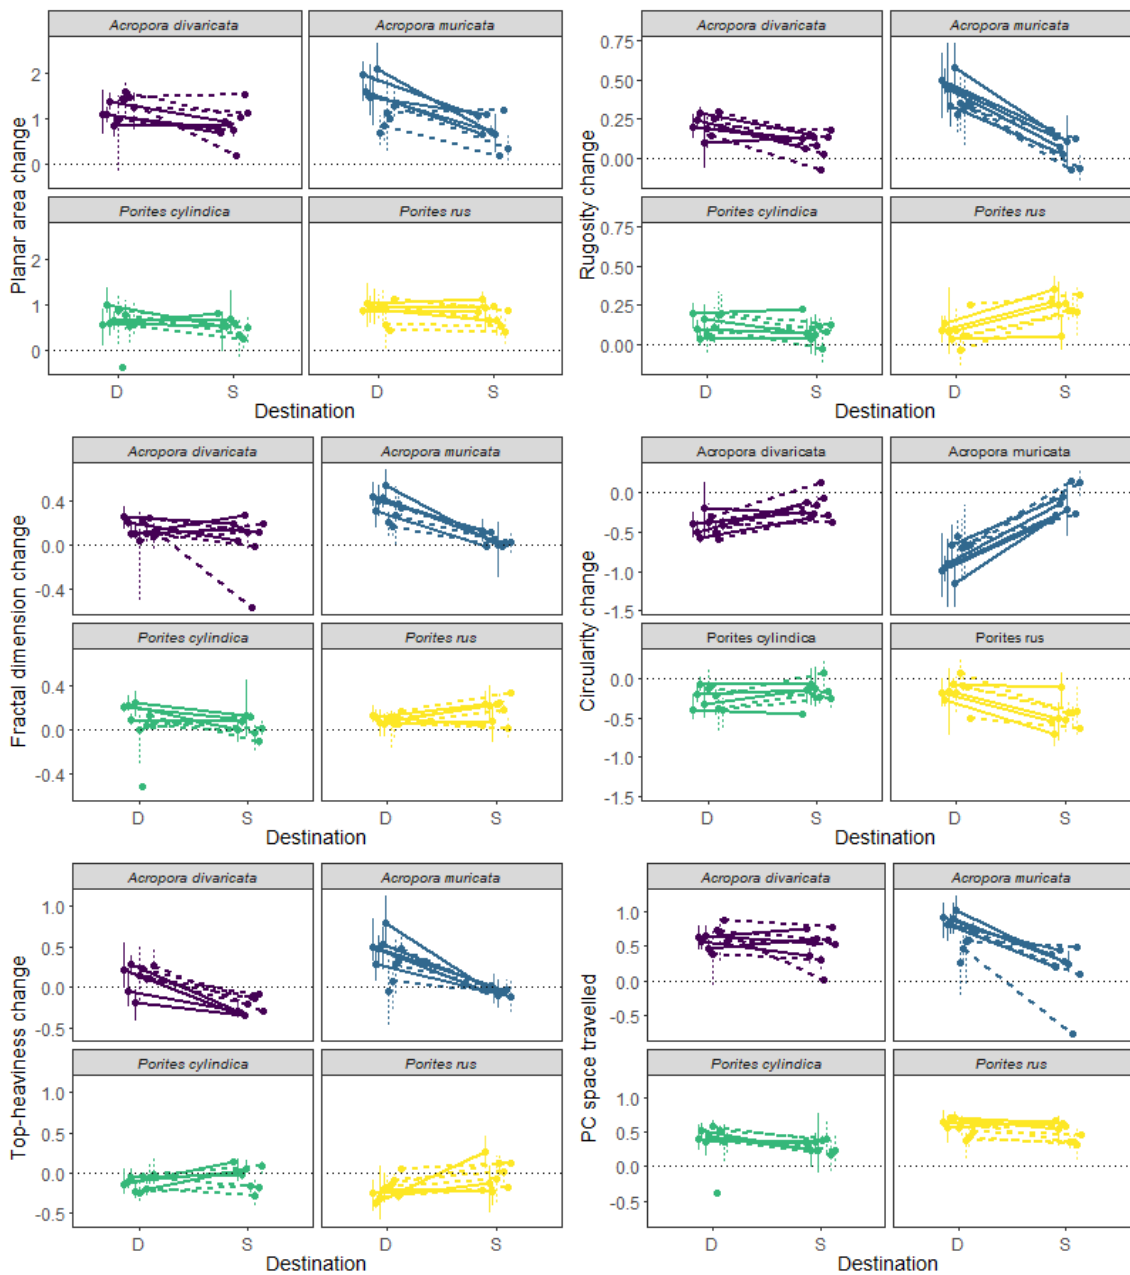 Acropora divaricata
Acropora muricata
2
1
0
Porites cylindica
Porites rus
2
1
0
Planar area change
D
S
D
S
Destination
0.75
0.50
0.25
0.00
Porites cylindica
Porites rus
Acropora divaricata
Acropora muricata
0.75
0.50
0.25
0.00
Rugosity change
D
S
D
S
Destination
Acropora divaricata
Acropora muricata
0.4
0.0
-0.4
Porites cylindica
Porites rus
0.4
0.0
-0.4
Fractal dimension change
D
S
D
S
Destination
Acropora divaricata
Acropora muricata
0.0
-0.5
-1.0
-1.5
Porites cylindica
Porites rus
0.0
-0.5
-1.0
-1.5
Circularity change
D
S
D
S
Destination
Acropora divaricata
Acropora muricata
1.0
0.5
0.0
-0.5
Porites cylindica
Porites rus
1.0
0.5
0.0
-0.5
Top-heaviness change
D
S
D
S
Destination
Acropora divaricata
Acropora muricata
1.0
0.5
0.0
-0.5
Porites cylindica
Porites rus
1.0
0.5
0.0
-0.5
PC space travelled
D
S
D
S
Destination